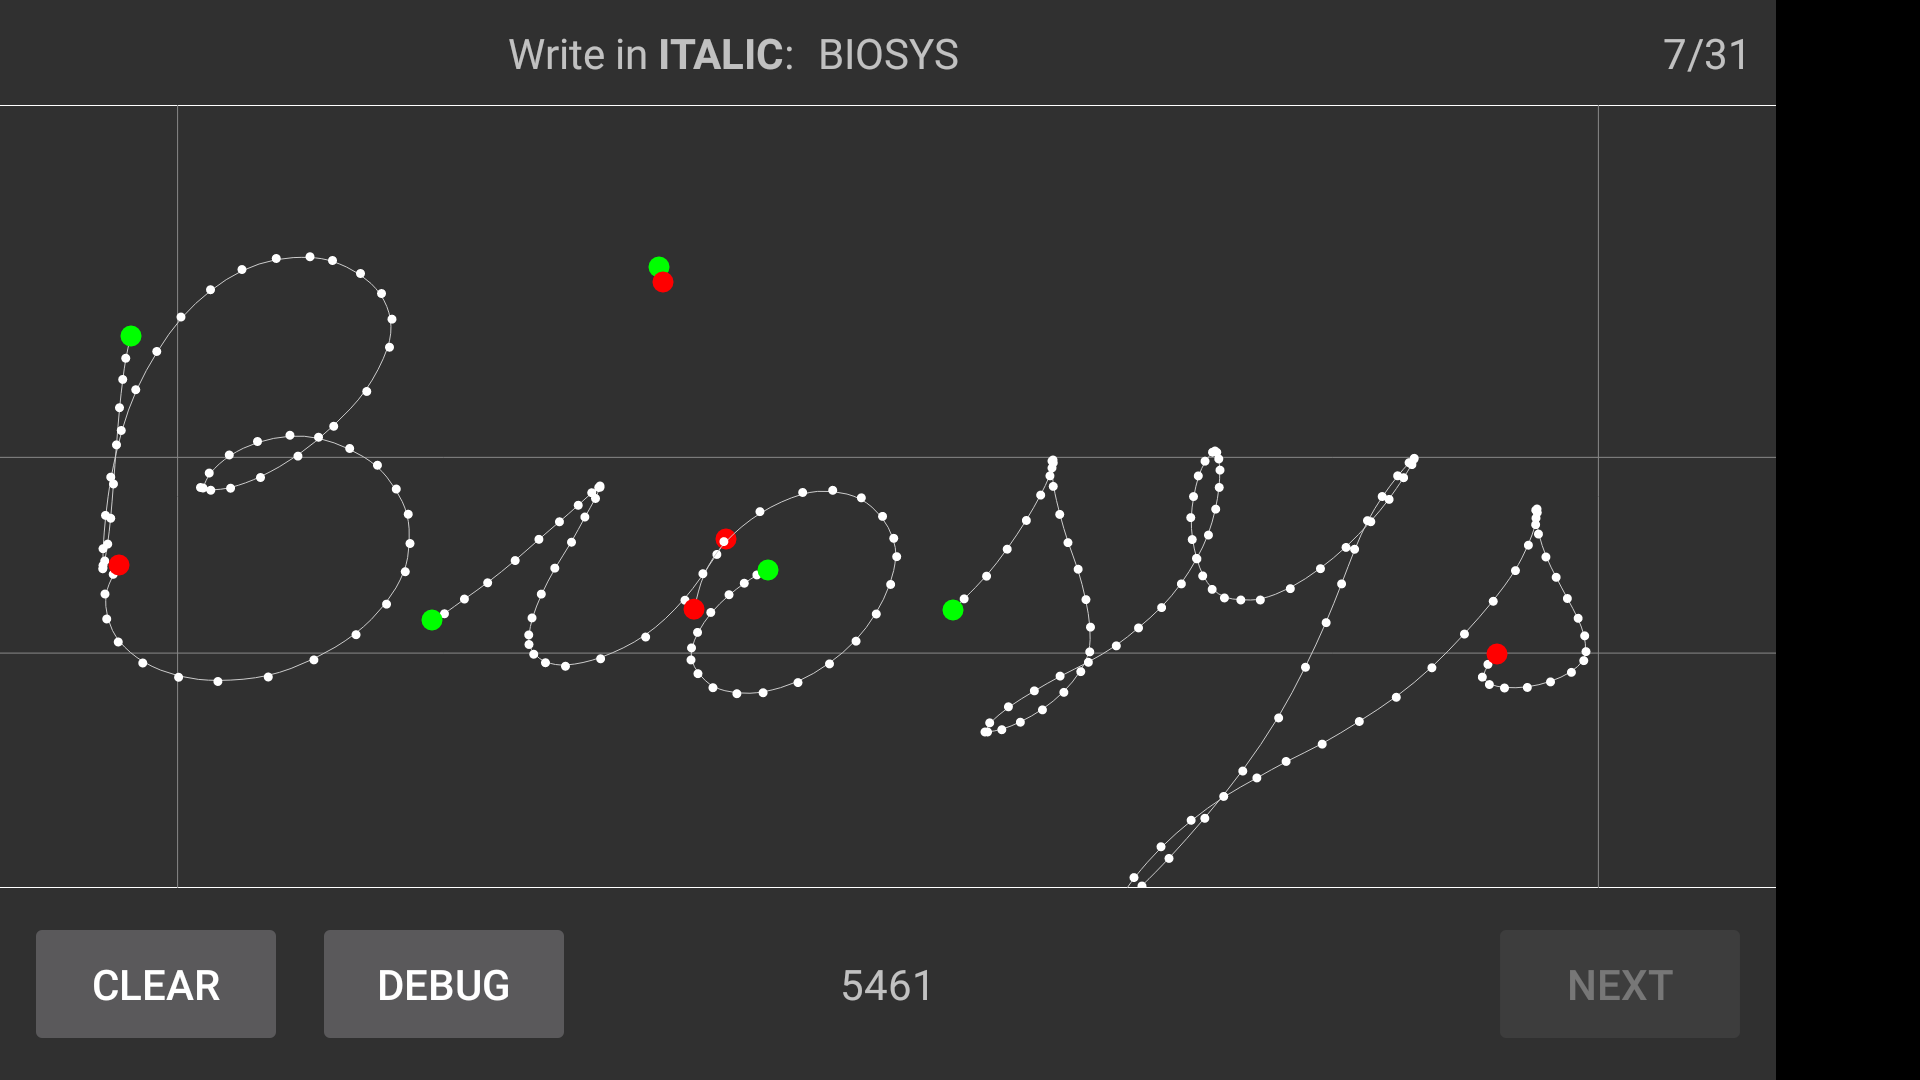 Write in ITALIC: BIOSYS
7/31
Biosys
CLEAR
DEBUG
5461
NEXT